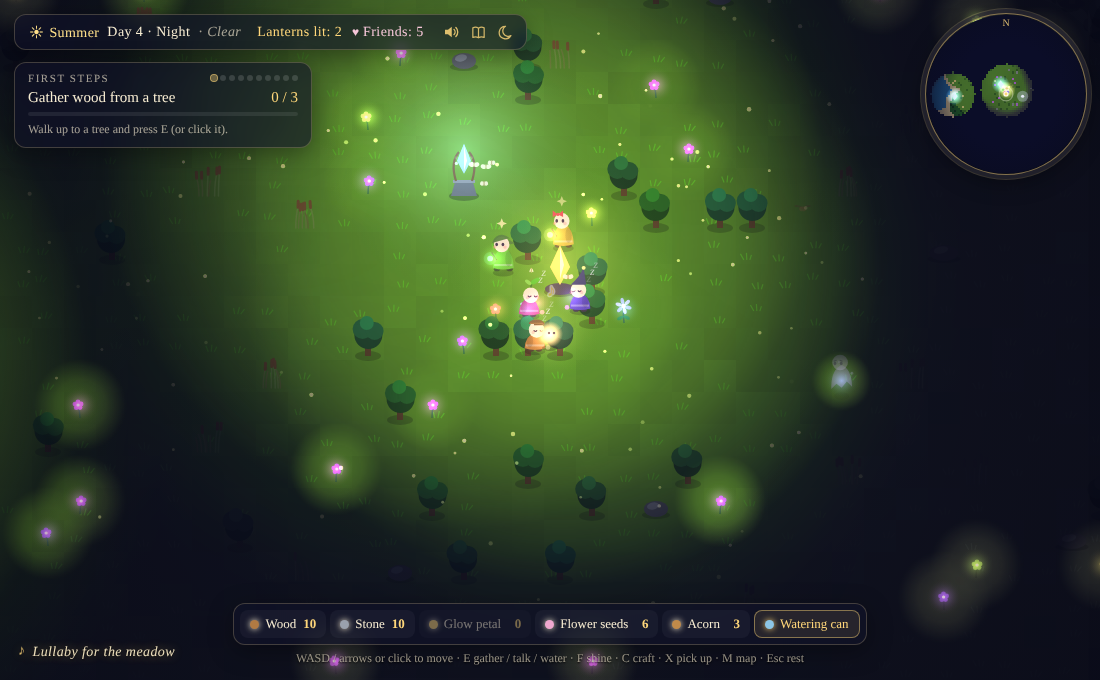 Summer Day 4 · Night · Clear Lanterns lit: 2 ♥ Friends: 5
N
FIRST STEPS
Gather wood from a tree 0 / 3
Walk up to a tree and press E (or click it).
z z
z z
z z
Wood 10 Stone 10 Glow petal 0 Flower seeds 6 Acorn 3 Watering can
♪ Lullaby for the meadow
WASD / arrows or click to move · E gather / talk / water · F shine · C craft · X pick up · M map · Esc rest